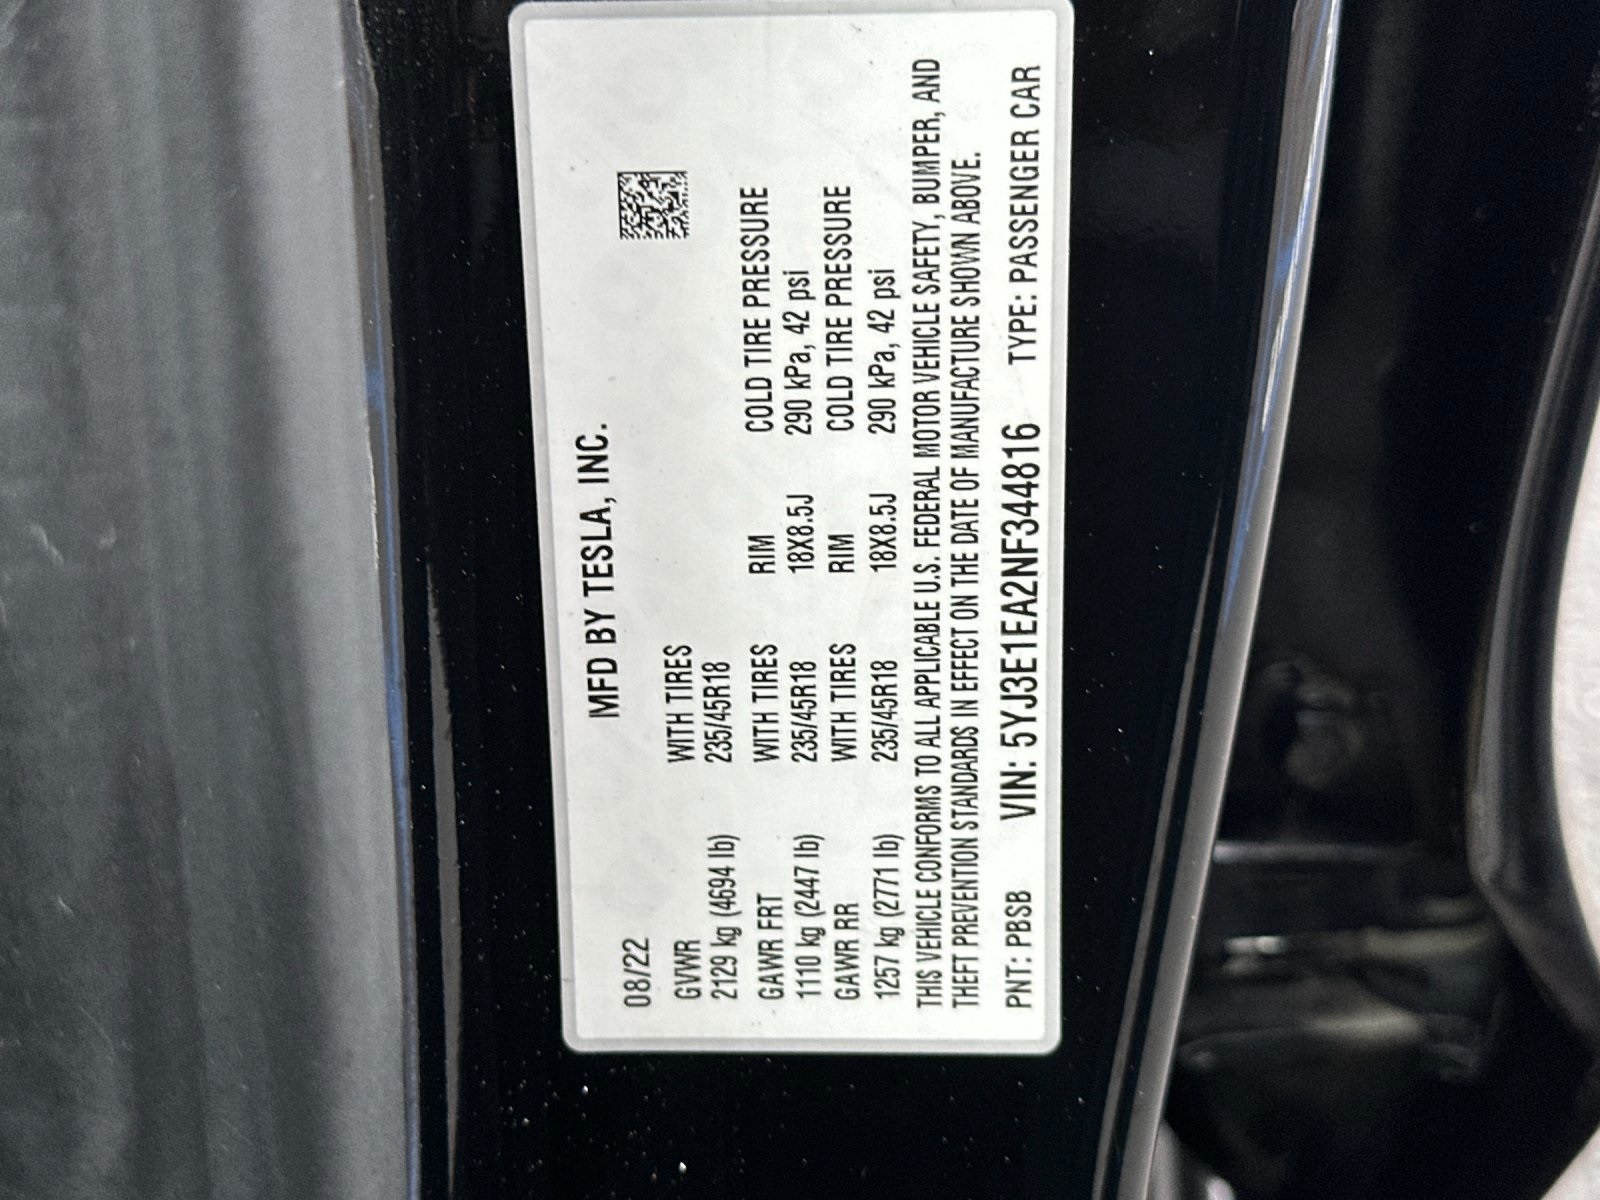 MFD BY TESLA, INC.
08/22
GVWR WITH TIRES
2129 kg (4694 lb) 235/45R18
GAWR FRT WITH TIRES RIM COLD TIRE PRESSURE
1110 kg (2447 lb) 235/45R18 18X8.5J 290 kPa, 42 psi
GAWR RR WITH TIRES RIM COLD TIRE PRESSURE
1257 kg (2771 lb) 235/45R18 18X8.5J 290 kPa, 42 psi
THIS VEHICLE CONFORMS TO ALL APPLICABLE U.S. FEDERAL MOTOR VEHICLE SAFETY, BUMPER, AND
THEFT PREVENTION STANDARDS IN EFFECT ON THE DATE OF MANUFACTURE SHOWN ABOVE.
PNT: PBSB VIN: 5YJ3E1EA2NF344816 TYPE: PASSENGER CAR